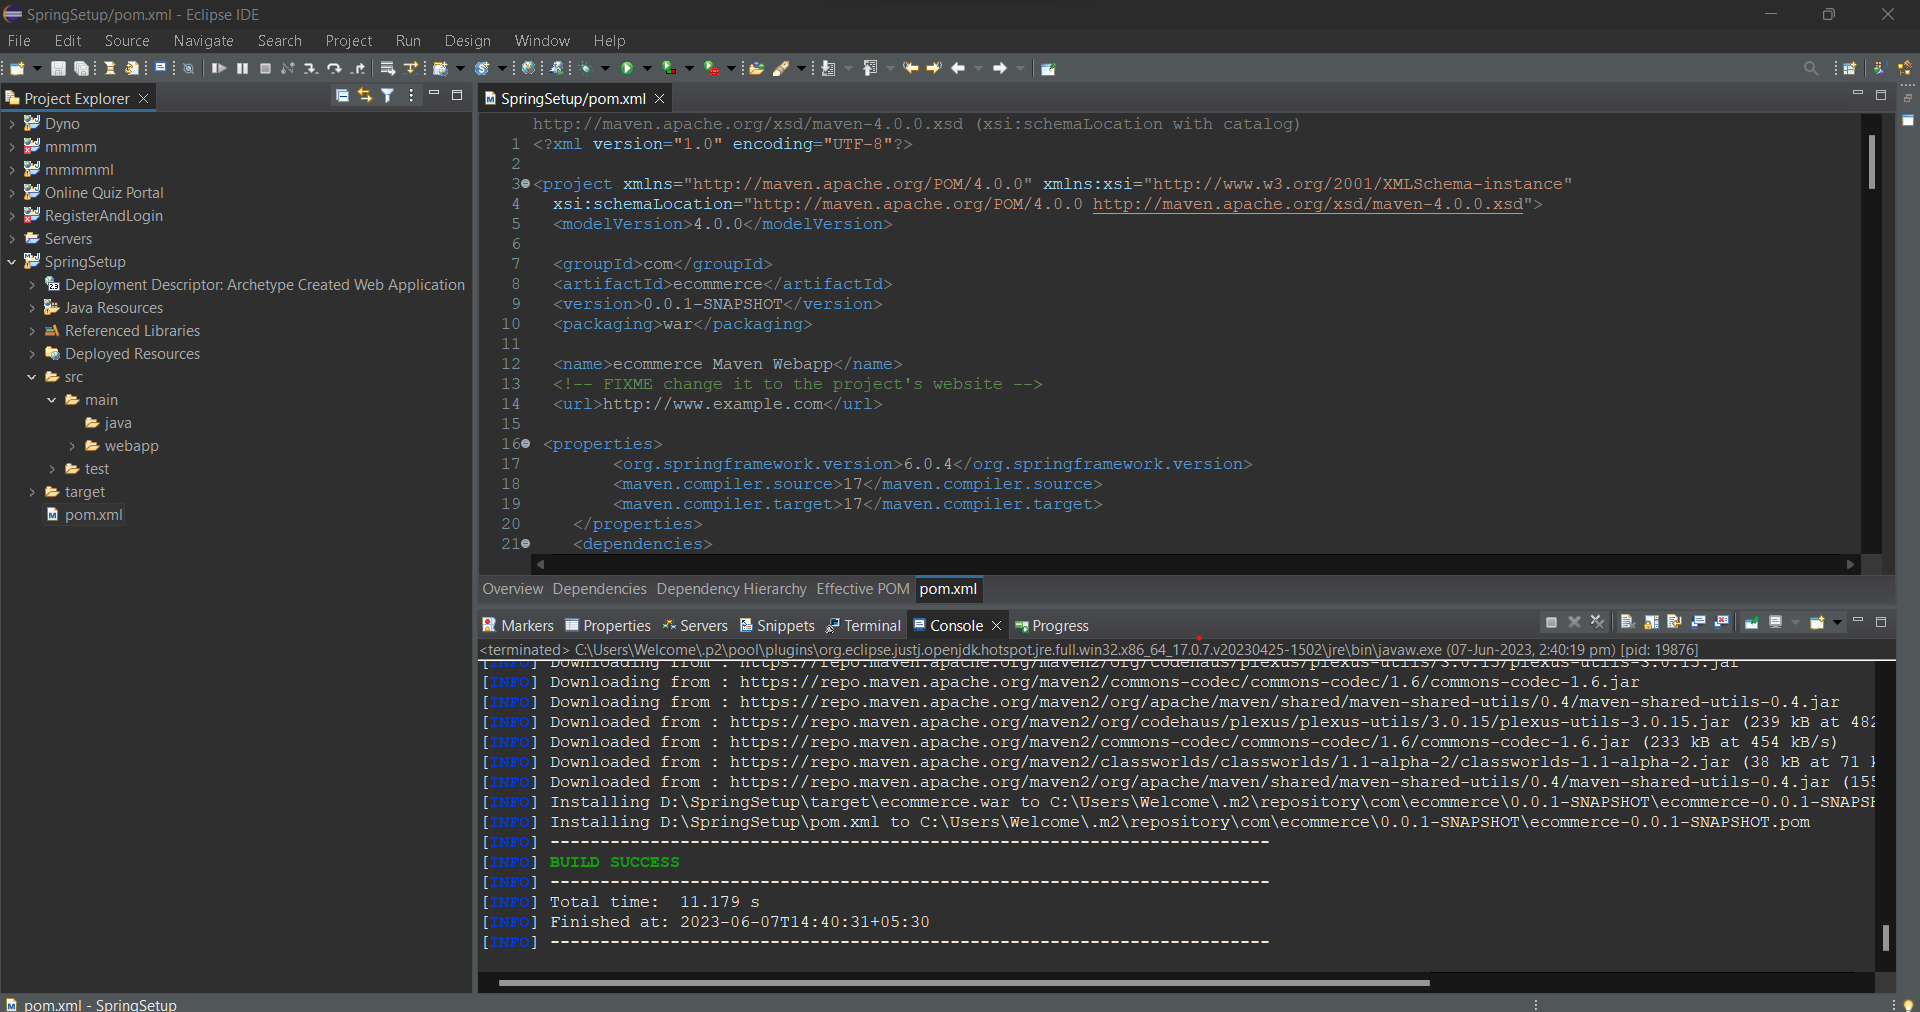 SpringSetup/pom.xml - Eclipse IDE
File Edit Source Navigate Search Project Run Design Window Help
Project Explorer
Dyno
mmmm
mmmmml
Online Quiz Portal
RegisterAndLogin
Servers
SpringSetup
Deployment Descriptor: Archetype Created Web Application
Java Resources
Referenced Libraries
Deployed Resources
src
main
java
webapp
test
target
pom.xml
SpringSetup/pom.xml
http://maven.apache.org/xsd/maven-4.0.0.xsd (xsi:schemaLocation with catalog)
1 <?xml version="1.0" encoding="UTF-8"?>
2
3 <project xmlns="http://maven.apache.org/POM/4.0.0" xmlns:xsi="http://www.w3.org/2001/XMLSchema-instance"
4 xsi:schemaLocation="http://maven.apache.org/POM/4.0.0 http://maven.apache.org/xsd/maven-4.0.0.xsd">
5 <modelVersion>4.0.0</modelVersion>
6
7 <groupId>com</groupId>
8 <artifactId>ecommerce</artifactId>
9 <version>0.0.1-SNAPSHOT</version>
10 <packaging>war</packaging>
11
12 <name>ecommerce Maven Webapp</name>
13 <!-- FIXME change it to the project's website -->
14 <url>http://www.example.com</url>
15
16 <properties>
17 <org.springframework.version>6.0.4</org.springframework.version>
18 <maven.compiler.source>17</maven.compiler.source>
19 <maven.compiler.target>17</maven.compiler.target>
20 </properties>
21 <dependencies>
Overview Dependencies Dependency Hierarchy Effective POM pom.xml
Markers Properties Servers Snippets Terminal Console Progress
<terminated> C:\Users\Welcome\.p2\pool\plugins\org.eclipse.justj.openjdk.hotspot.jre.full.win32.x86_64_17.0.7.v20230425-1502\jre\bin\javaw.exe (07-Jun-2023, 2:40:19 pm) [pid: 19876]
[INFO] Downloading from : https://repo.maven.apache.org/maven2/org/codehaus/plexus/plexus-utils/3.0.15/plexus-utils-3.0.15.jar
[INFO] Downloading from : https://repo.maven.apache.org/maven2/commons-codec/commons-codec/1.6/commons-codec-1.6.jar
[INFO] Downloading from : https://repo.maven.apache.org/maven2/org/apache/maven/shared/maven-shared-utils/0.4/maven-shared-utils-0.4.jar
[INFO] Downloaded from : https://repo.maven.apache.org/maven2/org/codehaus/plexus/plexus-utils/3.0.15/plexus-utils-3.0.15.jar (239 kB at 482
[INFO] Downloaded from : https://repo.maven.apache.org/maven2/commons-codec/commons-codec/1.6/commons-codec-1.6.jar (233 kB at 454 kB/s)
[INFO] Downloaded from : https://repo.maven.apache.org/maven2/classworlds/classworlds/1.1-alpha-2/classworlds-1.1-alpha-2.jar (38 kB at 71 k
[INFO] Downloaded from : https://repo.maven.apache.org/maven2/org/apache/maven/shared/maven-shared-utils/0.4/maven-shared-utils-0.4.jar (155
[INFO] Installing D:\SpringSetup\target\ecommerce.war to C:\Users\Welcome\.m2\repository\com\ecommerce\0.0.1-SNAPSHOT\ecommerce-0.0.1-SNAPSH
[INFO] Installing D:\SpringSetup\pom.xml to C:\Users\Welcome\.m2\repository\com\ecommerce\0.0.1-SNAPSHOT\ecommerce-0.0.1-SNAPSHOT.pom
[INFO] ------------------------------------------------------------------------
[INFO] BUILD SUCCESS
[INFO] ------------------------------------------------------------------------
[INFO] Total time:  11.179 s
[INFO] Finished at: 2023-06-07T14:40:31+05:30
[INFO] ------------------------------------------------------------------------
pom.xml - SpringSetup